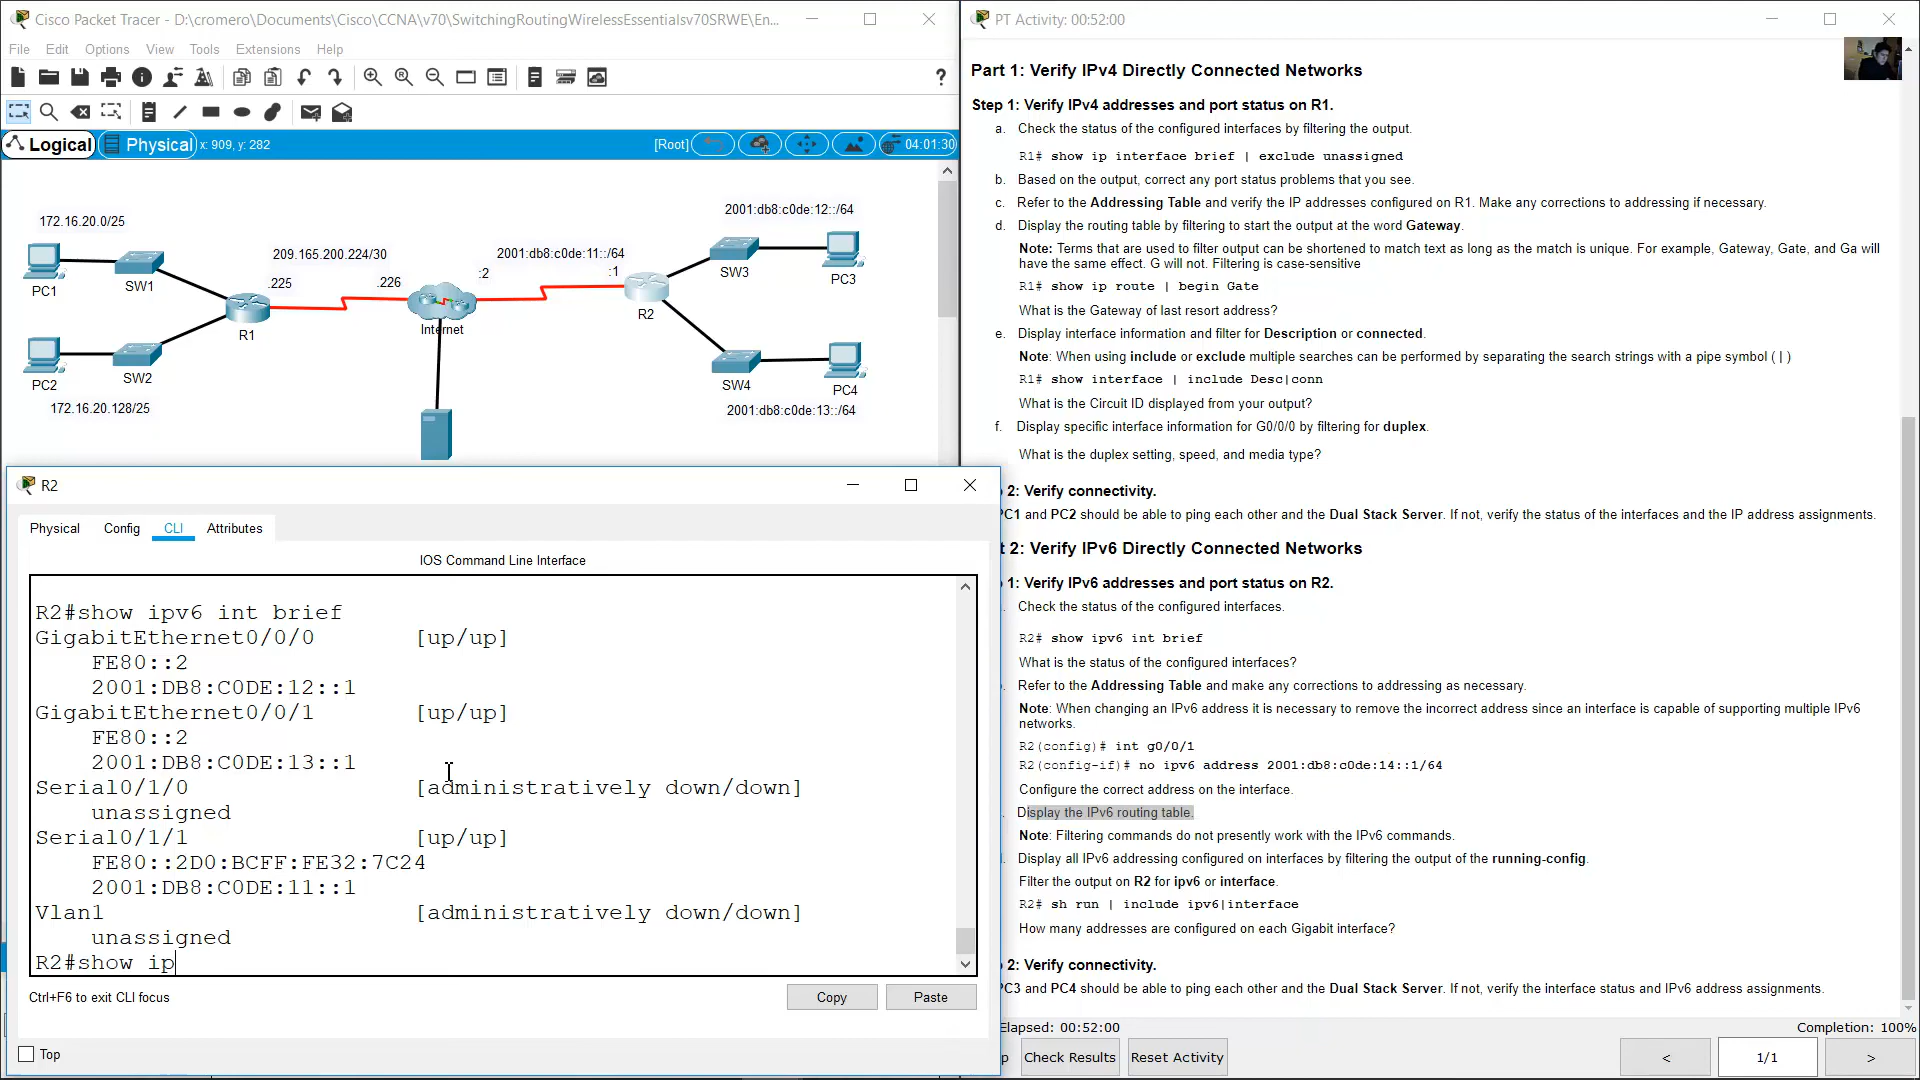 Cisco Packet Tracer - D:\cromero\Documents\Cisco\CCNA\v70\SwitchingRoutingWirelessEssentialsv70SRWE\En...
File Edit Options View Tools Extensions Help
?
Logical Physical x: 909, y: 282 [Root] 04:01:30
172.16.20.0/25
PC1
SW1
209.165.200.224/30
.225
.226
R1
PC2
SW2
172.16.20.128/25
Internet
:2
2001:db8:c0de:11::/64
:1
R2
2001:db8:c0de:12::/64
SW3
PC3
SW4
PC4
2001:db8:c0de:13::/64
R2
Physical Config CLI Attributes
IOS Command Line Interface
R2#show ipv6 int brief
GigabitEthernet0/0/0 [up/up]
FE80::2
2001:DB8:C0DE:12::1
GigabitEthernet0/0/1 [up/up]
FE80::2
2001:DB8:C0DE:13::1
Serial0/1/0 [administratively down/down]
unassigned
Serial0/1/1 [up/up]
FE80::2D0:BCFF:FE32:7C24
2001:DB8:C0DE:11::1
Vlan1 [administratively down/down]
unassigned
R2#show ip
Ctrl+F6 to exit CLI focus
Copy Paste
Top
PT Activity: 00:52:00
Part 1: Verify IPv4 Directly Connected Networks
Step 1: Verify IPv4 addresses and port status on R1.
a. Check the status of the configured interfaces by filtering the output.
R1# show ip interface brief | exclude unassigned
b. Based on the output, correct any port status problems that you see.
c. Refer to the Addressing Table and verify the IP addresses configured on R1. Make any corrections to addressing if necessary.
d. Display the routing table by filtering to start the output at the word Gateway.
Note: Terms that are used to filter output can be shortened to match text as long as the match is unique. For example, Gateway, Gate, and Ga will
have the same effect. G will not. Filtering is case-sensitive
R1# show ip route | begin Gate
What is the Gateway of last resort address?
e. Display interface information and filter for Description or connected.
Note: When using include or exclude multiple searches can be performed by separating the search strings with a pipe symbol ( | )
R1# show interface | include Desc|conn
What is the Circuit ID displayed from your output?
f. Display specific interface information for G0/0/0 by filtering for duplex.
What is the duplex setting, speed, and media type?
2: Verify connectivity.
PC1 and PC2 should be able to ping each other and the Dual Stack Server. If not, verify the status of the interfaces and the IP address assignments.
t 2: Verify IPv6 Directly Connected Networks
1: Verify IPv6 addresses and port status on R2.
Check the status of the configured interfaces.
R2# show ipv6 int brief
What is the status of the configured interfaces?
Refer to the Addressing Table and make any corrections to addressing as necessary.
Note: When changing an IPv6 address it is necessary to remove the incorrect address since an interface is capable of supporting multiple IPv6
networks.
R2(config)# int g0/0/1
R2(config-if)# no ipv6 address 2001:db8:c0de:14::1/64
Configure the correct address on the interface.
Display the IPv6 routing table.
Note: Filtering commands do not presently work with the IPv6 commands.
Display all IPv6 addressing configured on interfaces by filtering the output of the running-config.
Filter the output on R2 for ipv6 or interface.
R2# sh run | include ipv6|interface
How many addresses are configured on each Gigabit interface?
2: Verify connectivity.
PC3 and PC4 should be able to ping each other and the Dual Stack Server. If not, verify the interface status and IPv6 address assignments.
Elapsed: 00:52:00 Completion: 100%
p Check Results Reset Activity < 1/1 >